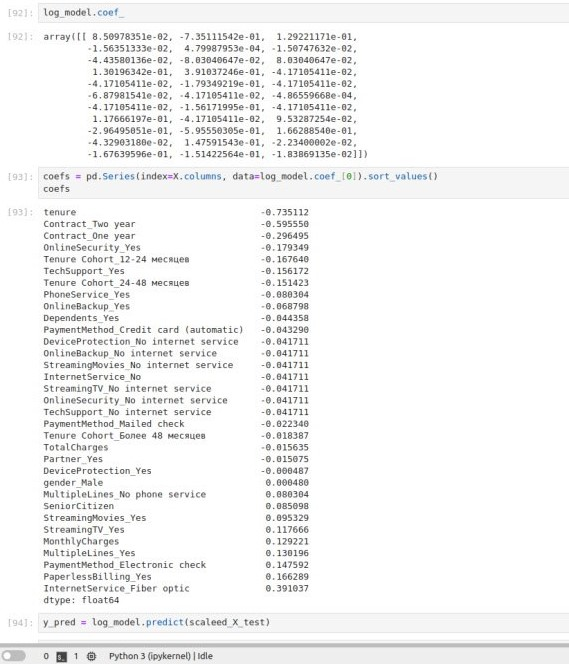 [92]: log_model.coef_
[92]: array([[ 8.50978351e-02, -7.35111542e-01, 1.29221171e-01,
-1.56351333e-02, 4.79987953e-04, -1.50747632e-02,
-4.43580136e-02, -8.03040647e-02, 8.03040647e-02,
1.30196342e-01, 3.91037246e-01, -4.17105411e-02,
-4.17105411e-02, -1.79349219e-01, -4.17105411e-02,
-6.87981541e-02, -4.17105411e-02, -4.86559668e-04,
-4.17105411e-02, -1.56171995e-01, -4.17105411e-02,
1.17666197e-01, -4.17105411e-02, 9.53287254e-02,
-2.96495051e-01, -5.95550305e-01, 1.66288540e-01,
-4.32903180e-02, 1.47591543e-01, -2.23400002e-02,
-1.67639596e-01, -1.51422564e-01, -1.83869135e-02]])
[93]: coefs = pd.Series(index=X.columns, data=log_model.coef_[0]).sort_values()
coefs
[93]: tenure -0.735112
Contract_Two year -0.595550
Contract_One year -0.296495
OnlineSecurity_Yes -0.179349
Tenure Cohort_12-24 месяцев -0.167640
TechSupport_Yes -0.156172
Tenure Cohort_24-48 месяцев -0.151423
PhoneService_Yes -0.080304
OnlineBackup_Yes -0.068798
Dependents_Yes -0.044358
PaymentMethod_Credit card (automatic) -0.043290
DeviceProtection_No internet service -0.041711
OnlineBackup_No internet service -0.041711
StreamingMovies_No internet service -0.041711
InternetService_No -0.041711
StreamingTV_No internet service -0.041711
OnlineSecurity_No internet service -0.041711
TechSupport_No internet service -0.041711
PaymentMethod_Mailed check -0.022340
Tenure Cohort_Более 48 месяцев -0.018387
TotalCharges -0.015635
Partner_Yes -0.015075
DeviceProtection_Yes -0.000487
gender_Male 0.000480
MultipleLines_No phone service 0.080304
SeniorCitizen 0.085098
StreamingMovies_Yes 0.095329
StreamingTV_Yes 0.117666
MonthlyCharges 0.129221
MultipleLines_Yes 0.130196
PaymentMethod_Electronic check 0.147592
PaperlessBilling_Yes 0.166289
InternetService_Fiber optic 0.391037
dtype: float64
[94]: y_pred = log_model.predict(scaleed_X_test)
0 $_ 1 Python 3 (ipykernel) | Idle